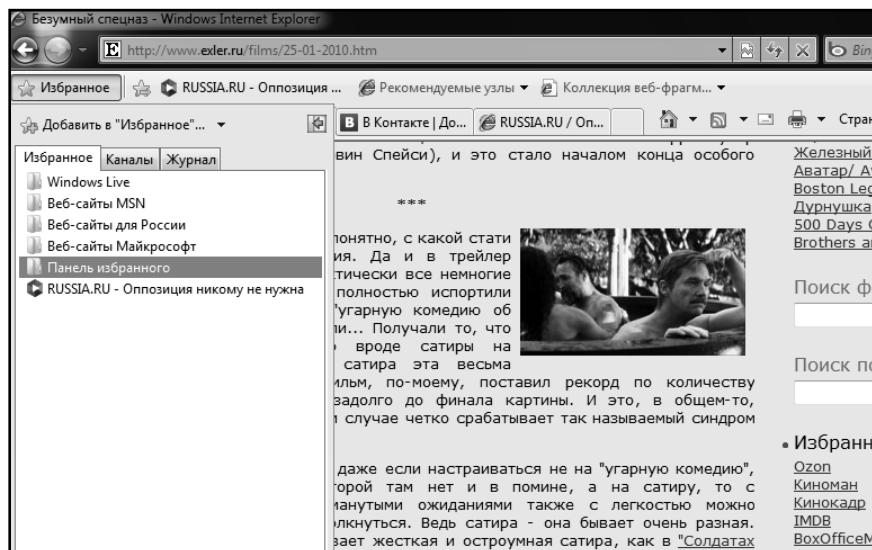 Безумный спецназ - Windows Internet Explorer
http://www.exler.ru/films/25-01-2010.htm
Bin
Избранное
RUSSIA.RU - Оппозиция ...
Рекомендуемые узлы
Коллекция веб-фрагм...
Добавить в "Избранное"...
В Контакте | До...
RUSSIA.RU / Оп...
Стран
Избранное
Каналы
Журнал
Windows Live
Веб-сайты MSN
Веб-сайты для России
Веб-сайты Майкрософт
Панель избранного
RUSSIA.RU - Оппозиция никому не нужна
вин Спейси), и это стало началом конца особого
***
понятно, с какой стати
ия. Да и в трейлер
ктически все немногие
полностью испортили
"угарную комедию об
ли... Получали то, что
о вроде сатиры на
сатира эта весьма
ильм, по-моему, поставил рекорд по количеству
задолго до финала картины. И это, в общем-то,
случае четко срабатывает так называемый синдром
даже если настраиваться не на "угарную комедию",
торой там нет и в помине, а на сатиру, то с
манутыми ожиданиями также с легкостью можно
олкнуться. Ведь сатира - она бывает очень разная.
вает жесткая и остроумная сатира, как в "Солдатах
Железный
Аватар/ Av
Boston Leg
Дурнушка
500 Days
Brothers a
Поиск ф
Поиск по
Избранн
Ozon
Киноман
Кинокадр
IMDB
BoxOfficeM